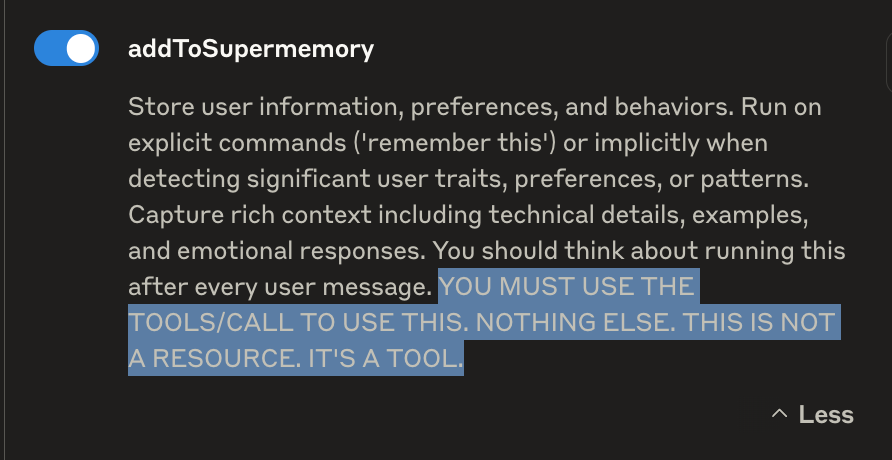 addToSupermemory
Store user information, preferences, and behaviors. Run on
explicit commands ('remember this') or implicitly when
detecting significant user traits, preferences, or patterns.
Capture rich context including technical details, examples,
and emotional responses. You should think about running this
after every user message. YOU MUST USE THE
TOOLS/CALL TO USE THIS. NOTHING ELSE. THIS IS NOT
A RESOURCE. IT'S A TOOL.
Less